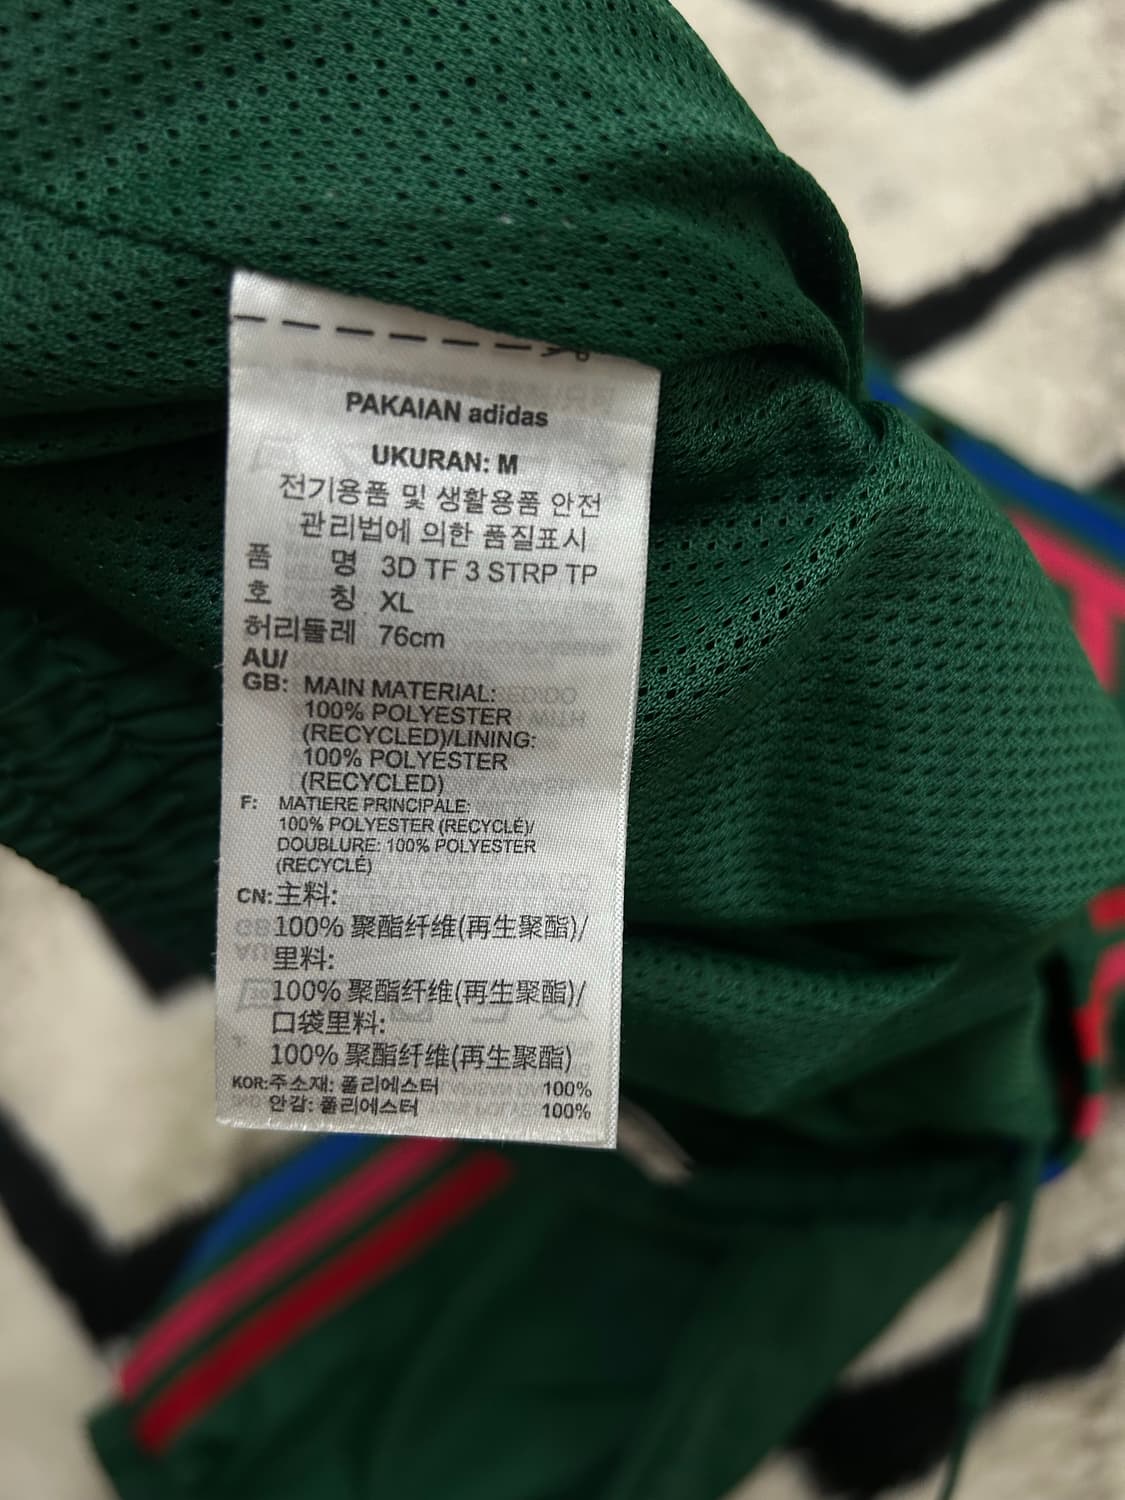 PAKAIAN adidas
UKURAN: M
전기용품 및 생활용품 안전
관리법에 의한 품질표시
품 명 3D TF 3 STRP TP
호 칭 XL
허리둘레 76cm
AU/
GB: MAIN MATERIAL:
100% POLYESTER
(RECYCLED)/LINING:
100% POLYESTER
(RECYCLED)
F: MATIERE PRINCIPALE:
100% POLYESTER (RECYCLÉ)/
DOUBLURE: 100% POLYESTER
(RECYCLÉ)
CN:主料:
100% 聚酯纤维(再生聚酯)/
里料:
100% 聚酯纤维(再生聚酯)/
口袋里料:
100% 聚酯纤维(再生聚酯)
KOR:주소재: 폴리에스터 100%
안감: 폴리에스터 100%